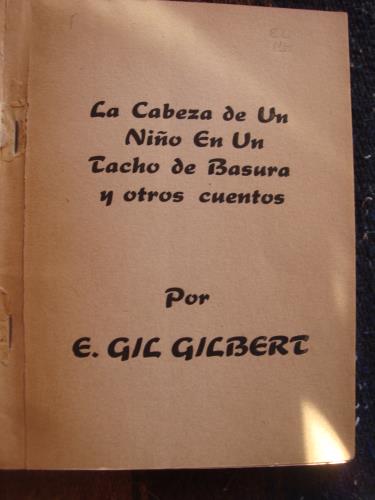 La Cabeza de Un
Niño En Un
Tacho de Basura
y otros cuentos
Por
E. GIL GILBERT